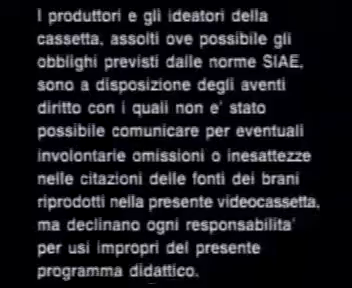 I produttori e gli ideatori della
cassetta, assolti ove possibile gli
obblighi previsti dalle norme SIAE,
sono a disposizione degli aventi
diritto con i quali non e' stato
possibile comunicare per eventuali
involontarie omissioni o inesattezze
nelle citazioni delle fonti dei brani
riprodotti nella presente videocassetta,
ma declinano ogni responsabilita'
per usi impropri del presente
programma didattico.